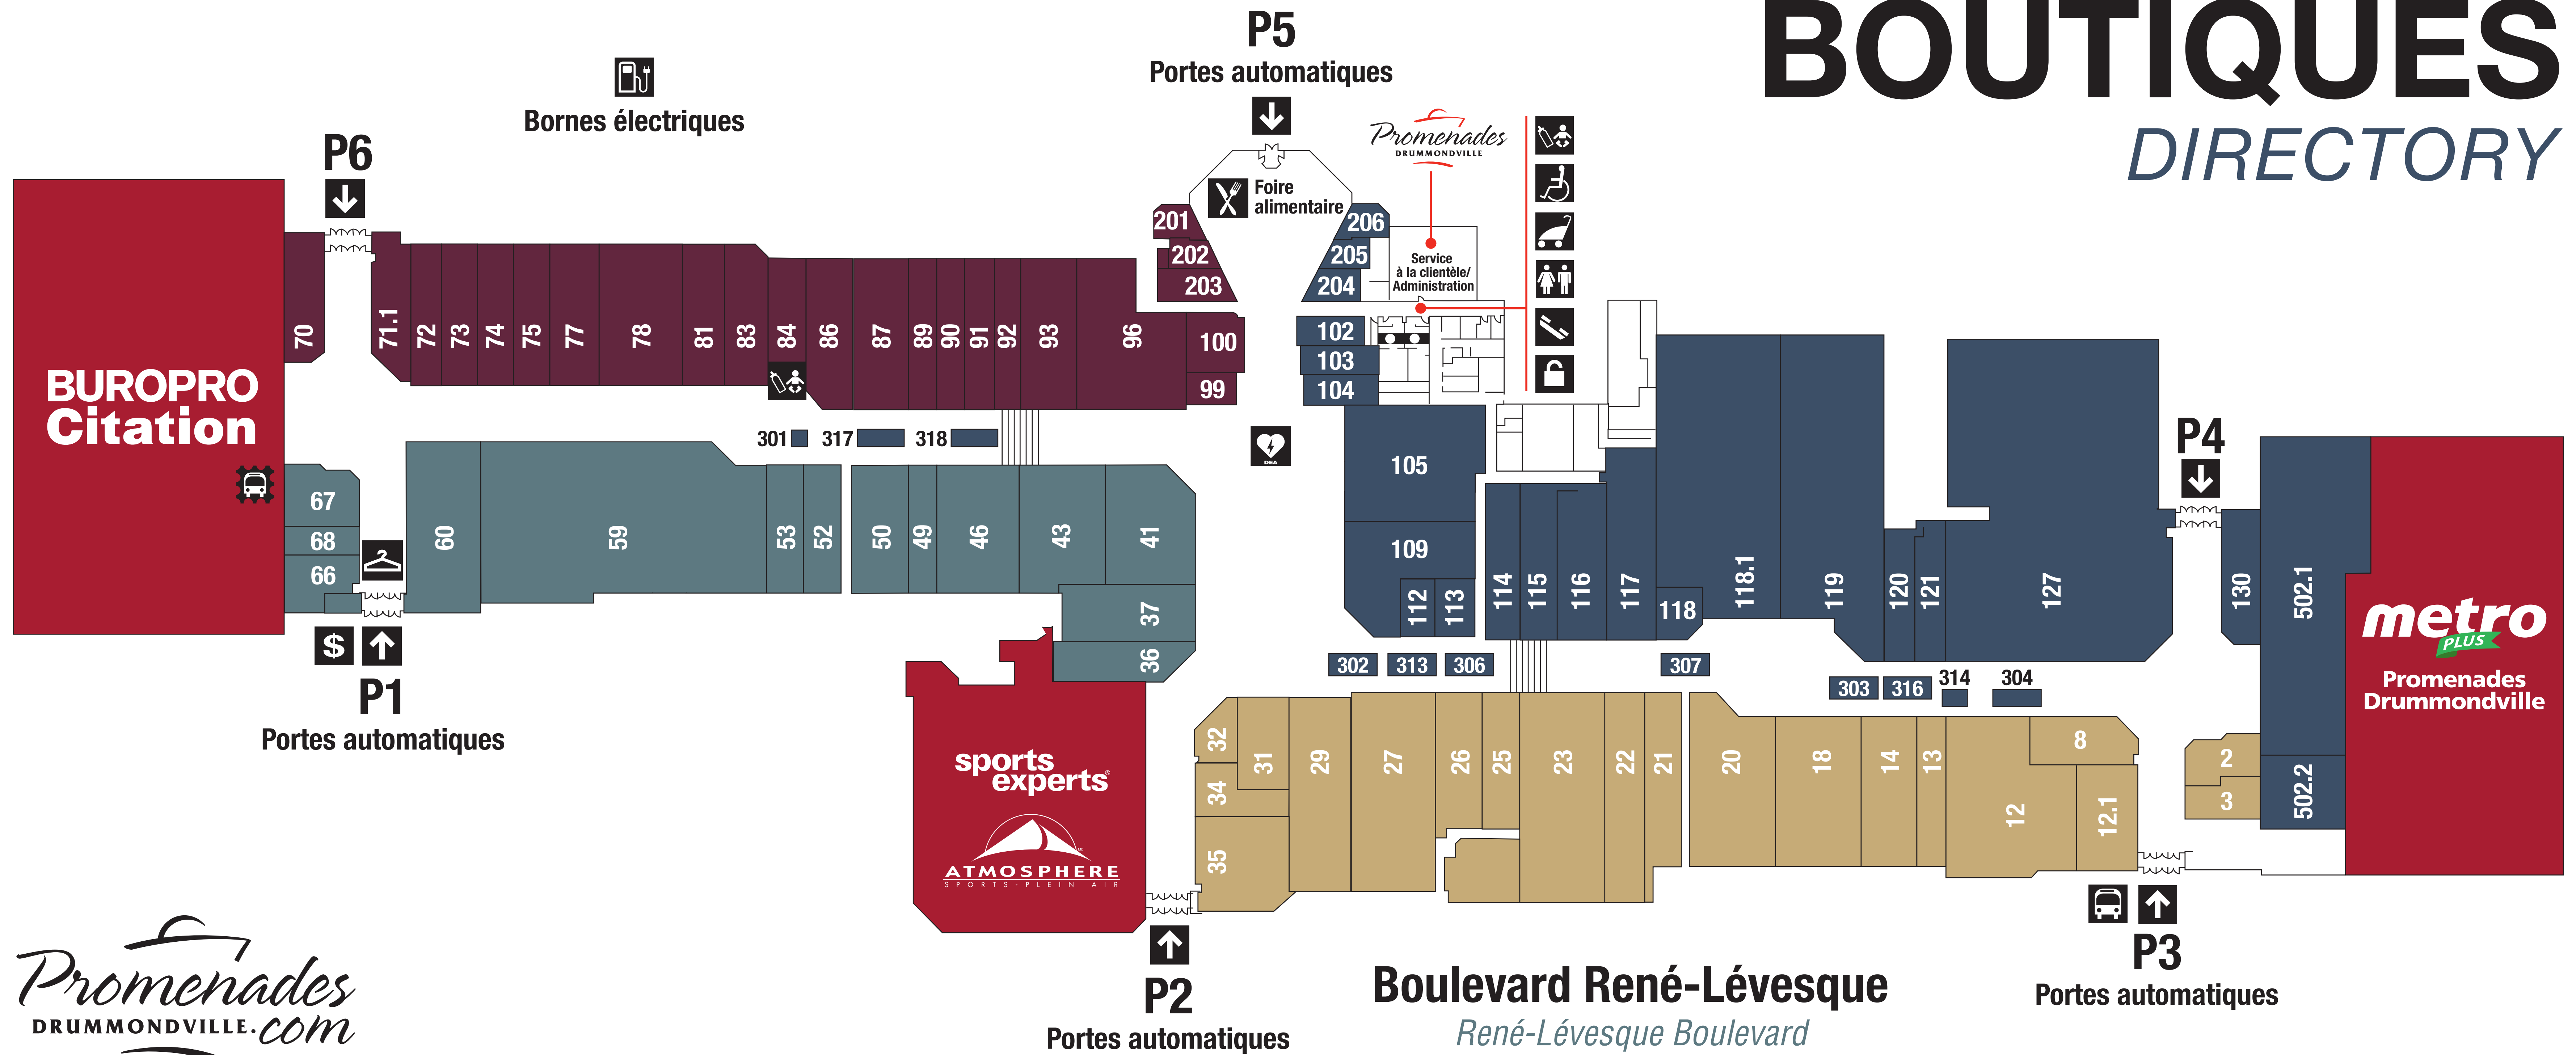 BOUTIQUES
DIRECTORY
P5
Portes automatiques
Bornes électriques
P6
Promenades
DRUMMONDVILLE
Foire
alimentaire
201
202
203
206
205
204
Service
à la clientèle/
Administration
BUROPRO
Citation
70
71.1
72
73
74
75
77
78
81
83
84
86
87
89
90
91
92
93
96
100
99
102
103
104
301
317
318
DEA
105
109
112
113
114
115
116
117
118
118.1
119
120
121
127
P4
130
502.1
502.2
metro
PLUS
Promenades
Drummondville
67
68
66
60
59
53
52
50
49
46
43
41
37
36
$
P1
Portes automatiques
302
313
306
307
303
316
314
304
sports
experts
ATMOSPHERE
SPORTS-PLEIN AIR
32
34
35
31
29
27
26
25
23
22
21
20
18
14
13
12
8
12.1
2
3
P2
Portes automatiques
P3
Portes automatiques
Boulevard René-Lévesque
René-Lévesque Boulevard
Promenades
DRUMMONDVILLE.com